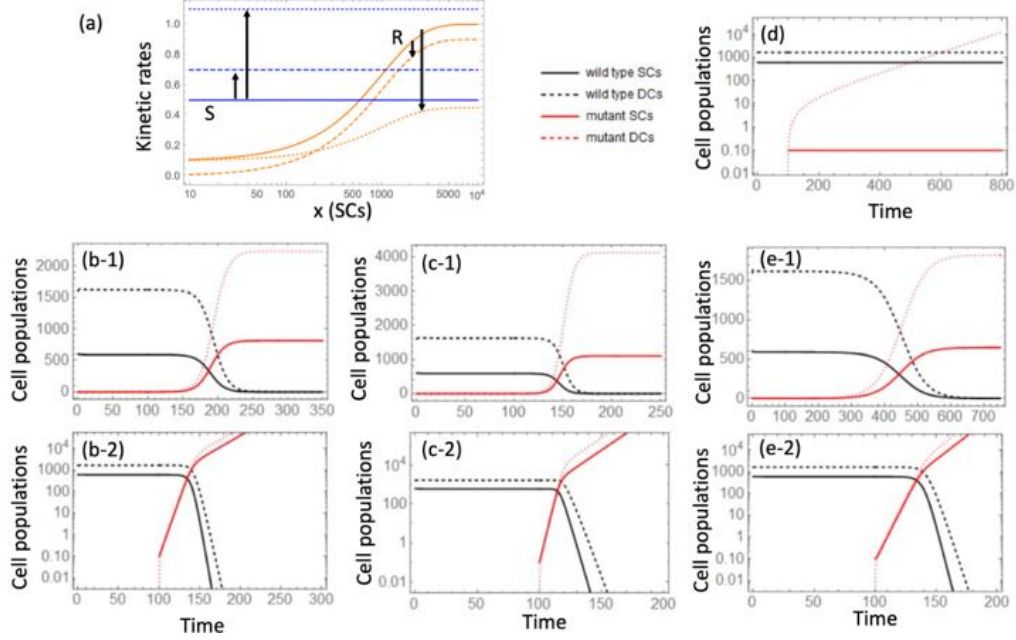 (a)
Kinetic rates
1.0
0.8
0.6
0.4
0.2
0.0
S
R
10
50
100
500
1000
5000
10⁴
x (SCs)
wild type SCs
wild type DCs
mutant SCs
mutant DCs
(d)
Cell populations
10⁴
1000
100
10
1
0.10
0.01
200
400
600
800
Time
(b-1)
Cell populations
2000
1500
1000
500
0
0 50 100 150 200 250 300 350
(c-1)
Cell populations
4000
3000
2000
1000
0
0 50 100 150 200 250
(e-1)
Cell populations
1500
1000
500
0
0 100 200 300 400 500 600 700
(b-2)
Cell populations
10⁴
1000
100
10
1
0.10
0.01
0 50 100 150 200 250 300
Time
(c-2)
Cell populations
10⁴
100
1
0.01
0 50 100 150 200
Time
(e-2)
Cell populations
10⁴
1000
100
10
1
0.10
0.01
0 50 100 150 200
Time